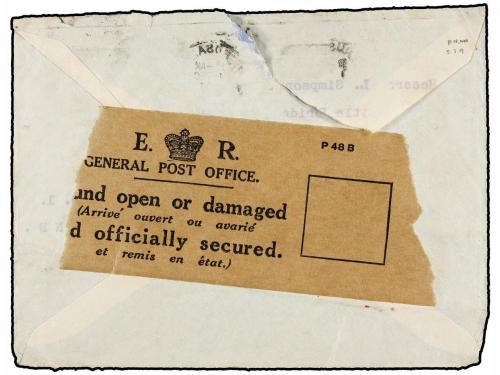 E. R.
P 48 B
GENERAL POST OFFICE.
und open or damaged
(Arrivé ouvert ou avarié
d officially secured.
et remis en état.)